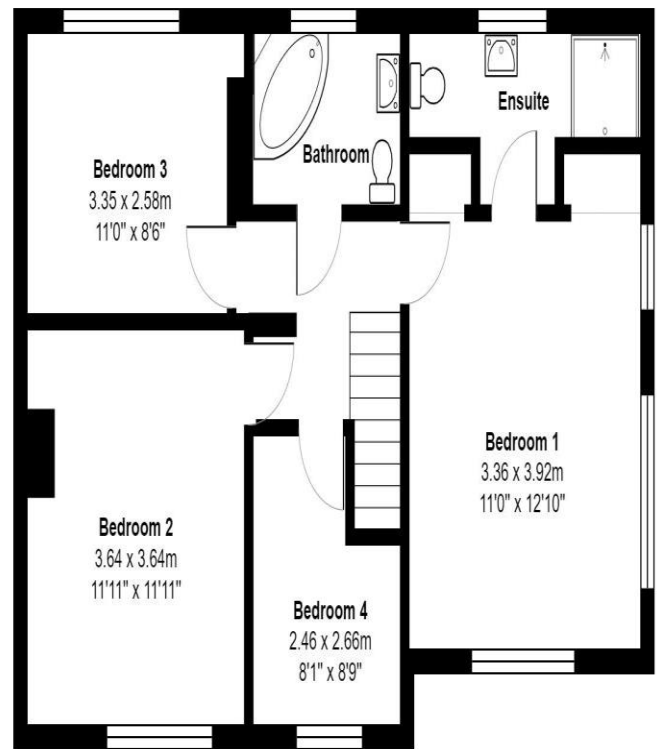 Bedroom 3
3.35 x 2.58m
11'0" x 8'6"
Bathroom
Ensuite
Bedroom 1
3.36 x 3.92m
11'0" x 12'10"
Bedroom 2
3.64 x 3.64m
11'11" x 11'11"
Bedroom 4
2.46 x 2.66m
8'1" x 8'9"